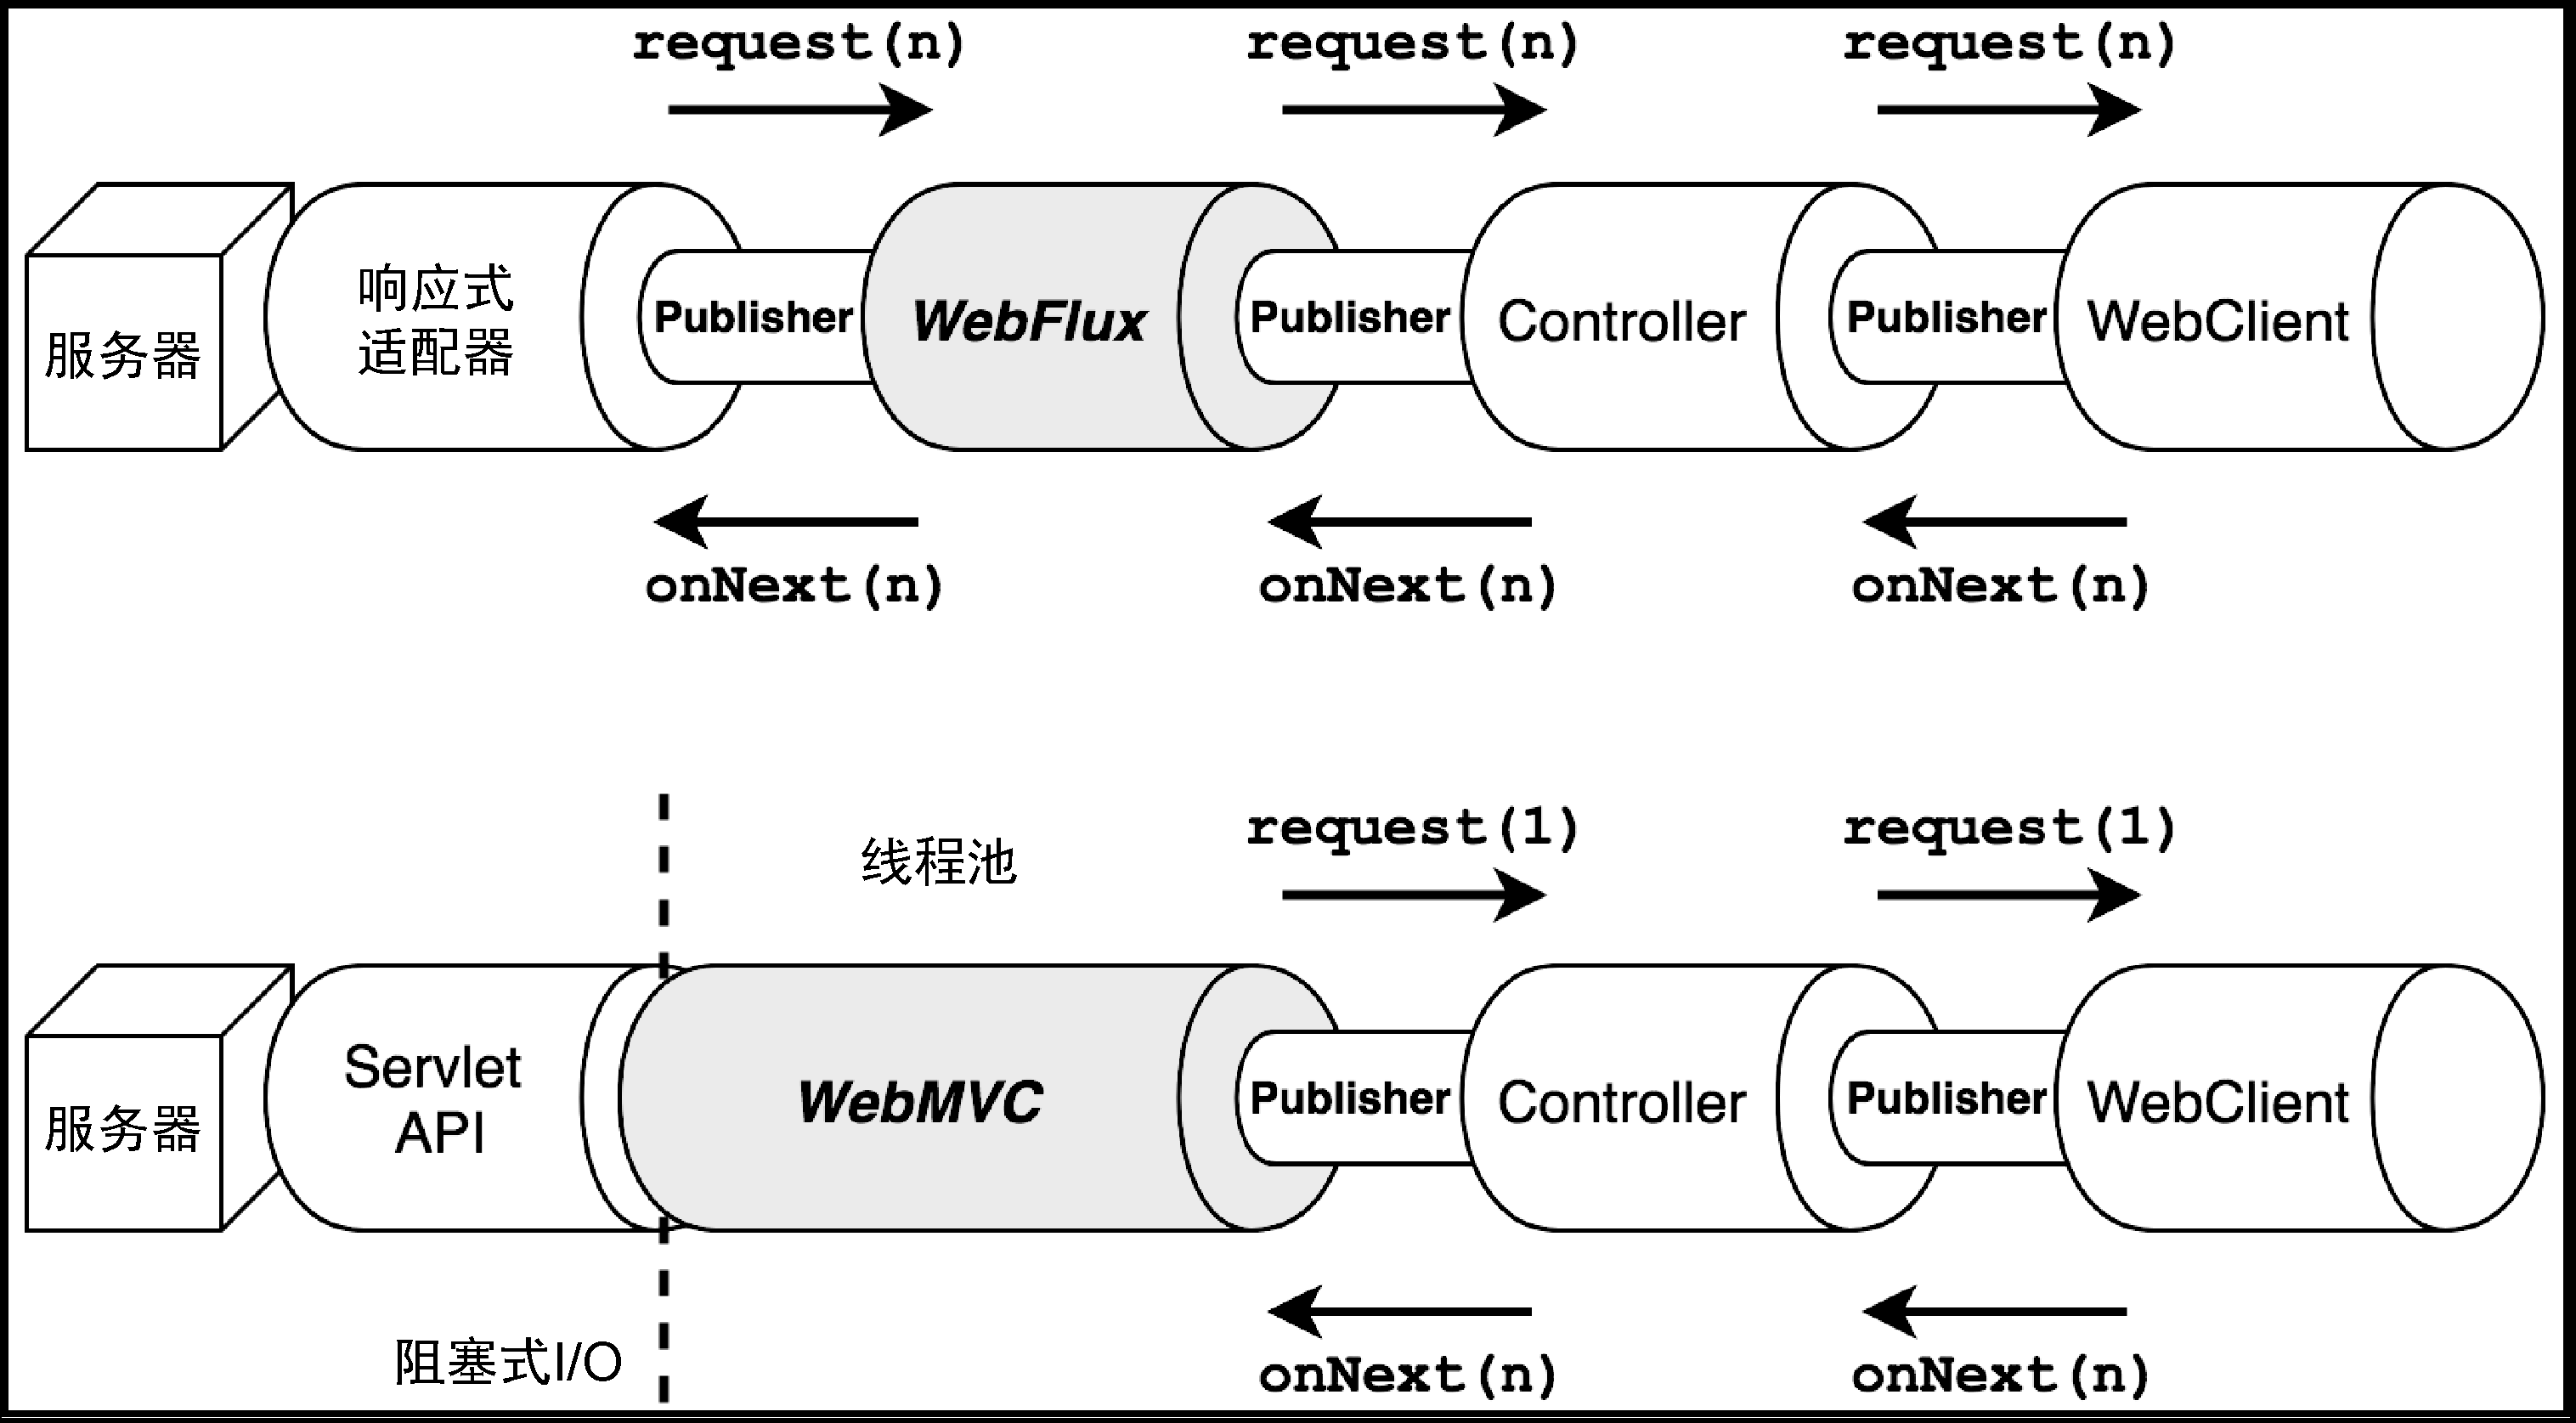 request(n)
request(n)
request(n)
服务器
响应式
适配器
Publisher
WebFlux
Publisher
Controller
Publisher
WebClient
onNext(n)
onNext(n)
onNext(n)
线程池
request(1)
request(1)
服务器
Servlet
API
WebMVC
Publisher
Controller
Publisher
WebClient
阻塞式I/O
onNext(n)
onNext(n)